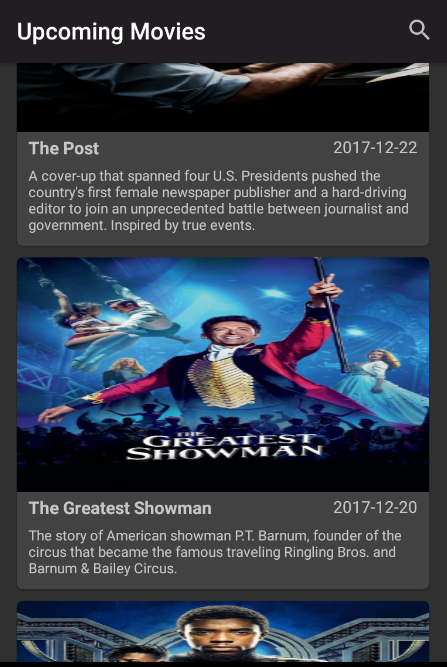 Upcoming Movies
The Post
2017-12-22
A cover-up that spanned four U.S. Presidents pushed the
country's first female newspaper publisher and a hard-driving
editor to join an unprecedented battle between journalist and
government. Inspired by true events.
THE
GREATEST
SHOWMAN
The Greatest Showman
2017-12-20
The story of American showman P.T. Barnum, founder of the
circus that became the famous traveling Ringling Bros. and
Barnum & Bailey Circus.